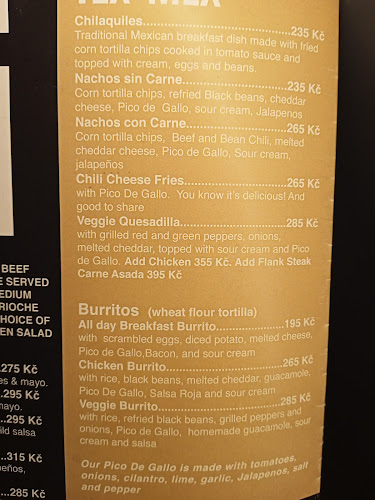 TEX-MEX
Chilaquiles................................235 Kč
Traditional Mexican breakfast dish made with fried
corn tortilla chips cooked in tomato sauce and
topped with cream, eggs and beans.
Nachos sin Carne..............................235 Kč
Corn tortilla chips, refried Black beans, cheddar
cheese, Pico de Gallo, sour cream, Jalapenos
Nachos con Carne..............................265 Kč
Corn tortilla chips, Beef and Bean Chili, melted
cheddar cheese, Pico de Gallo, Sour cream,
jalapeños
Chili Cheese Fries..............................265 Kč
with Pico De Gallo. You know it's delicious! And
good to share
Veggie Quesadilla..............................285 Kč
with grilled red and green peppers, onions,
melted cheddar, topped with sour cream and Pico
de Gallo. Add Chicken 355 Kč. Add Flank Steak
Carne Asada 395 Kč
Burritos (wheat flour tortilla)
All day Breakfast Burrito....................195 Kč
with scrambled eggs, diced potato, melted cheese,
Pico de Gallo,Bacon, and sour cream
Chicken Burrito..................................265 Kč
with rice, black beans, melted cheddar, guacamole,
Pico De Gallo, Salsa Roja and sour cream
Veggie Burrito....................................285 Kč
with rice, refried black beans, grilled peppers and
onions, Pico De Gallo, homemade guacamole, sour
cream and salsa
Our Pico De Gallo is made with tomatoes,
onions, cilantro, lime, garlic, Jalapenos, salt
and pepper
BEEF
SERVED
EDIUM
RIOCHE
CHOICE OF
EN SALAD
.275 Kč
es & mayo.
..295 Kč
mayo.
..295 Kč
ild salsa
...315 Kč
peños,
...285 Kč